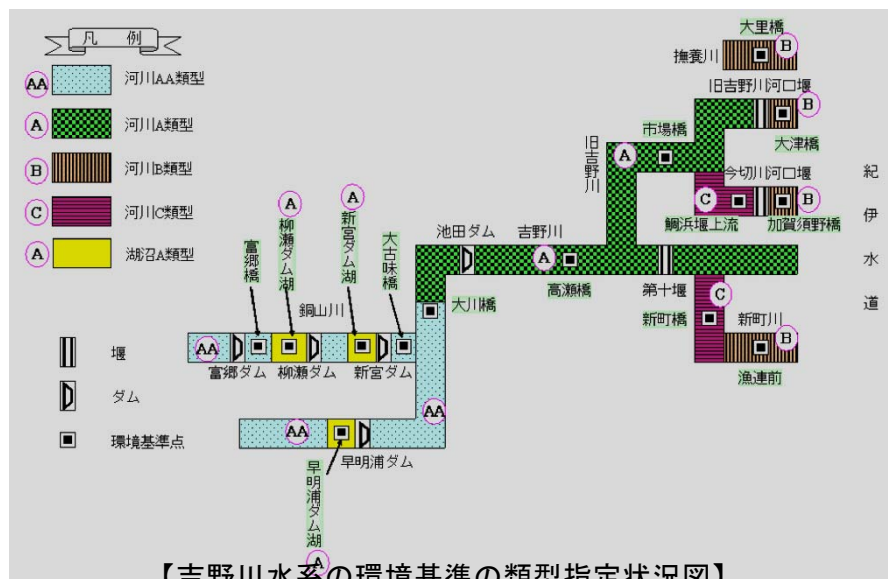 凡 例
AA 河川AA類型
A 河川A類型
B 河川B類型
C 河川C類型
A 湖沼A類型
堰
ダム
環境基準点
大里橋
撫養川
B
旧吉野川河口堰
B
大津橋
市場橋
旧吉野川
A
今切川河口堰
C
B
鯛浜堰上流
加賀須野橋
紀伊水道
池田ダム
吉野川
A
高瀬橋
第十堰
C
新町橋
新町川
B
漁連前
A
柳瀬ダム湖
A
新宮ダム湖
富郷橋
大古味橋
大川橋
銅山川
AA
富郷ダム
柳瀬ダム
新宮ダム
AA
AA
早明浦ダム
早明浦ダム湖
A
【吉野川水系の環境基準の類型指定状況図】